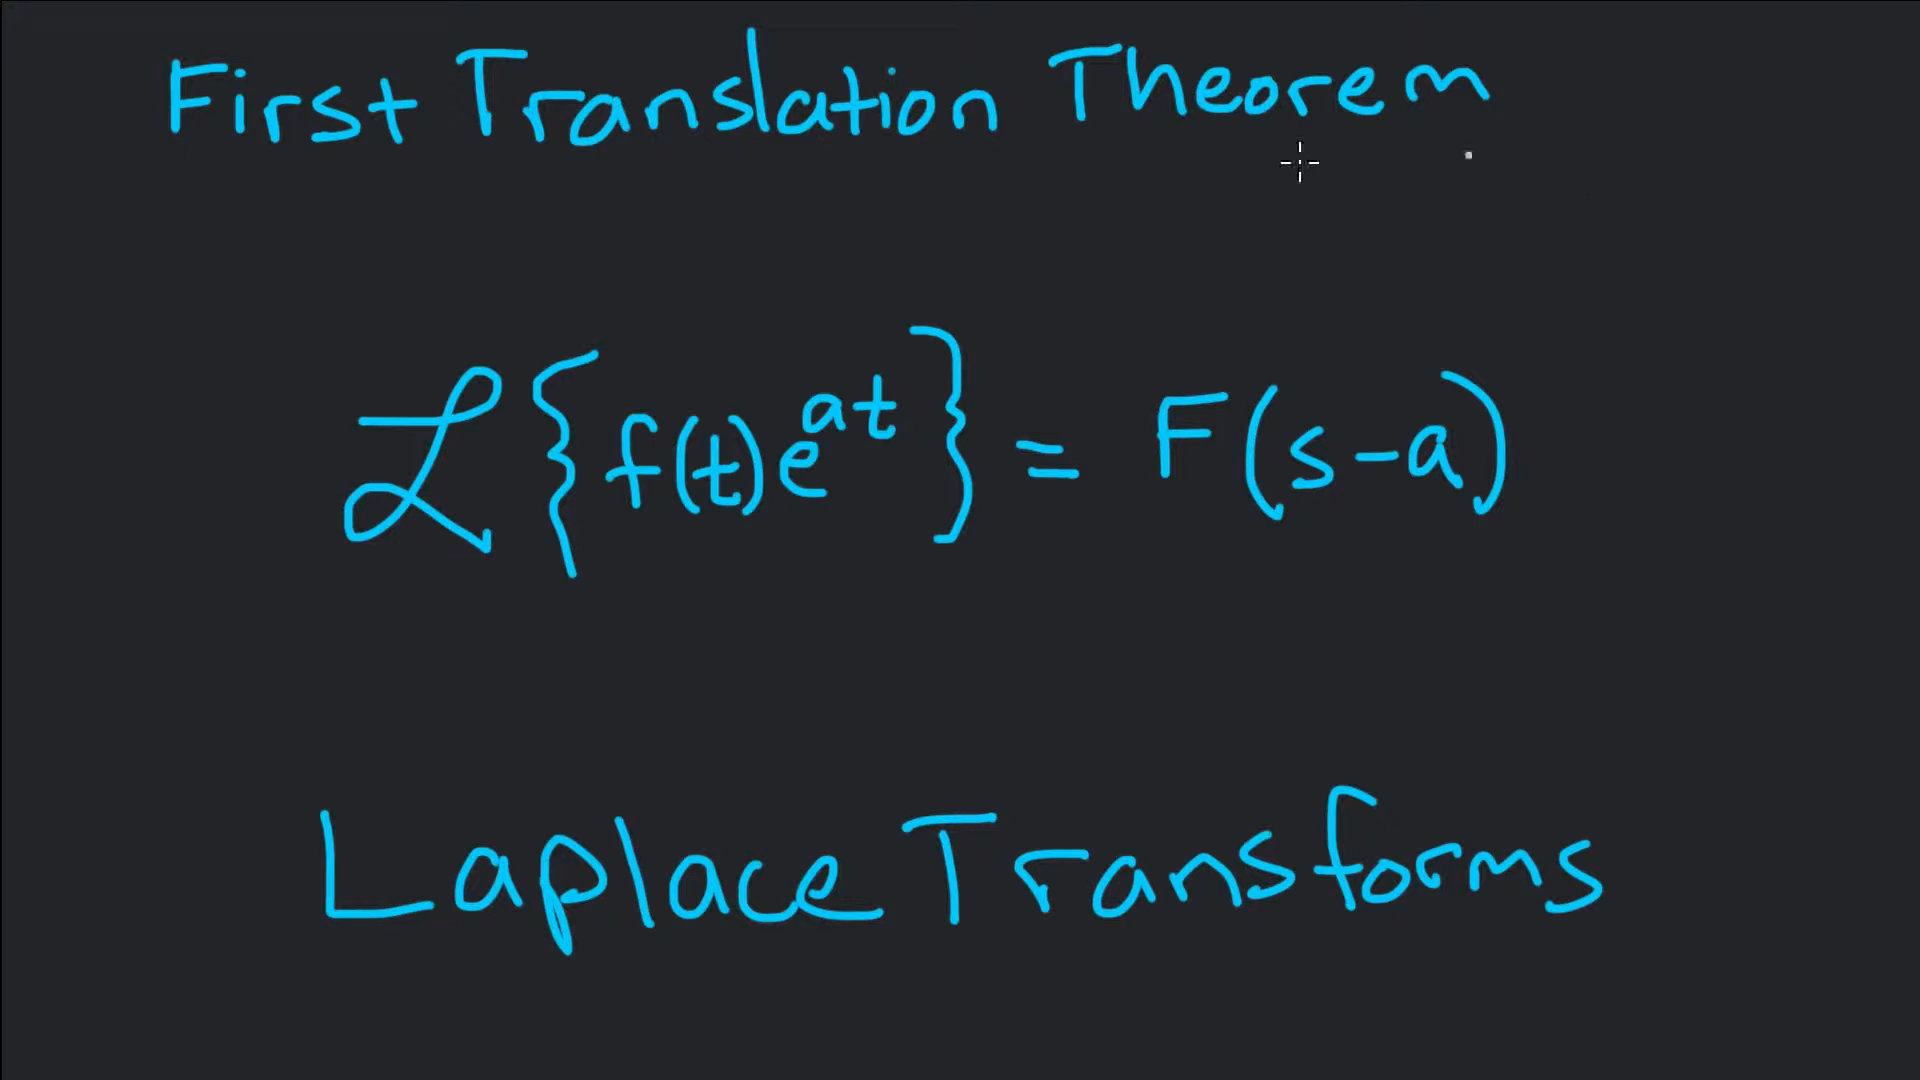 First Translation Theorem
ℒ{f(t)e^{at}} = F(s-a)
Laplace Transforms